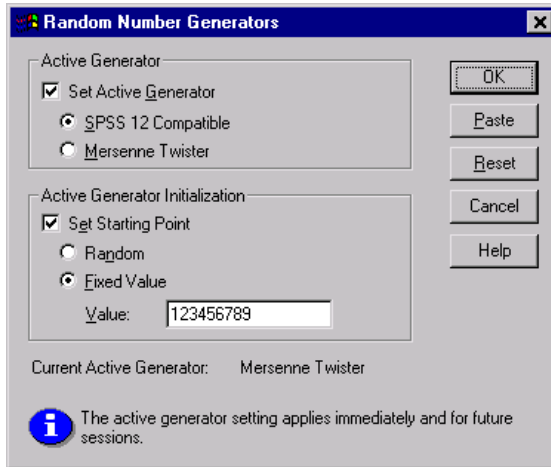 Random Number Generators
Active Generator
Set Active Generator
SPSS 12 Compatible
Mersenne Twister
Active Generator Initialization
Set Starting Point
Random
Fixed Value
Value: 123456789
OK
Paste
Reset
Cancel
Help
Current Active Generator: Mersenne Twister
The active generator setting applies immediately and for future
sessions.